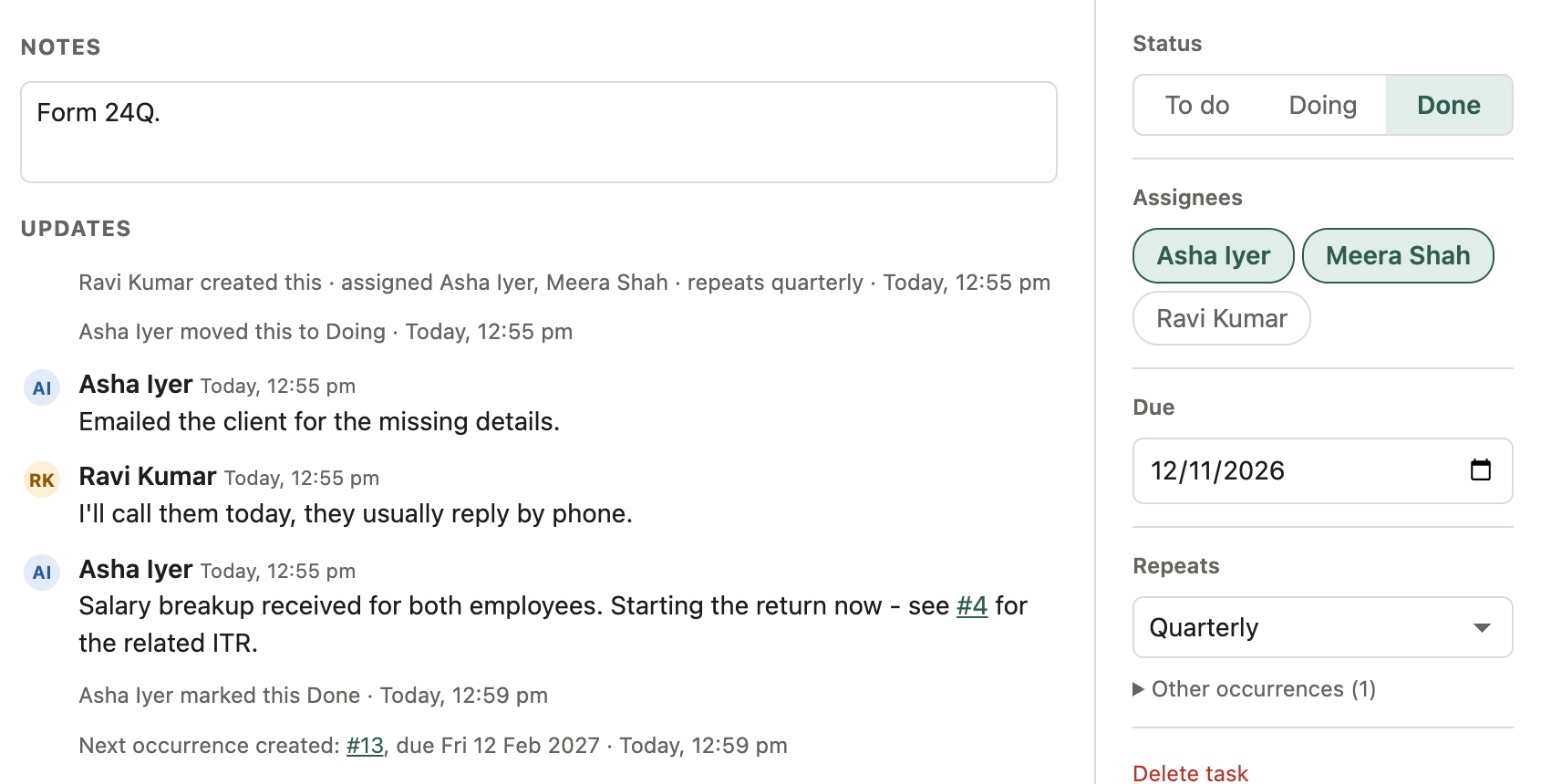 NOTES
Form 24Q.
UPDATES
Ravi Kumar created this · assigned Asha Iyer, Meera Shah · repeats quarterly · Today, 12:55 pm
Asha Iyer moved this to Doing · Today, 12:55 pm
AI
Asha Iyer Today, 12:55 pm
Emailed the client for the missing details.
RK
Ravi Kumar Today, 12:55 pm
I'll call them today, they usually reply by phone.
AI
Asha Iyer Today, 12:55 pm
Salary breakup received for both employees. Starting the return now - see #4 for
the related ITR.
Asha Iyer marked this Done · Today, 12:59 pm
Next occurrence created: #13, due Fri 12 Feb 2027 · Today, 12:59 pm
Status
To do Doing Done
Assignees
Asha Iyer Meera Shah
Ravi Kumar
Due
12/11/2026
Repeats
Quarterly
Other occurrences (1)
Delete task